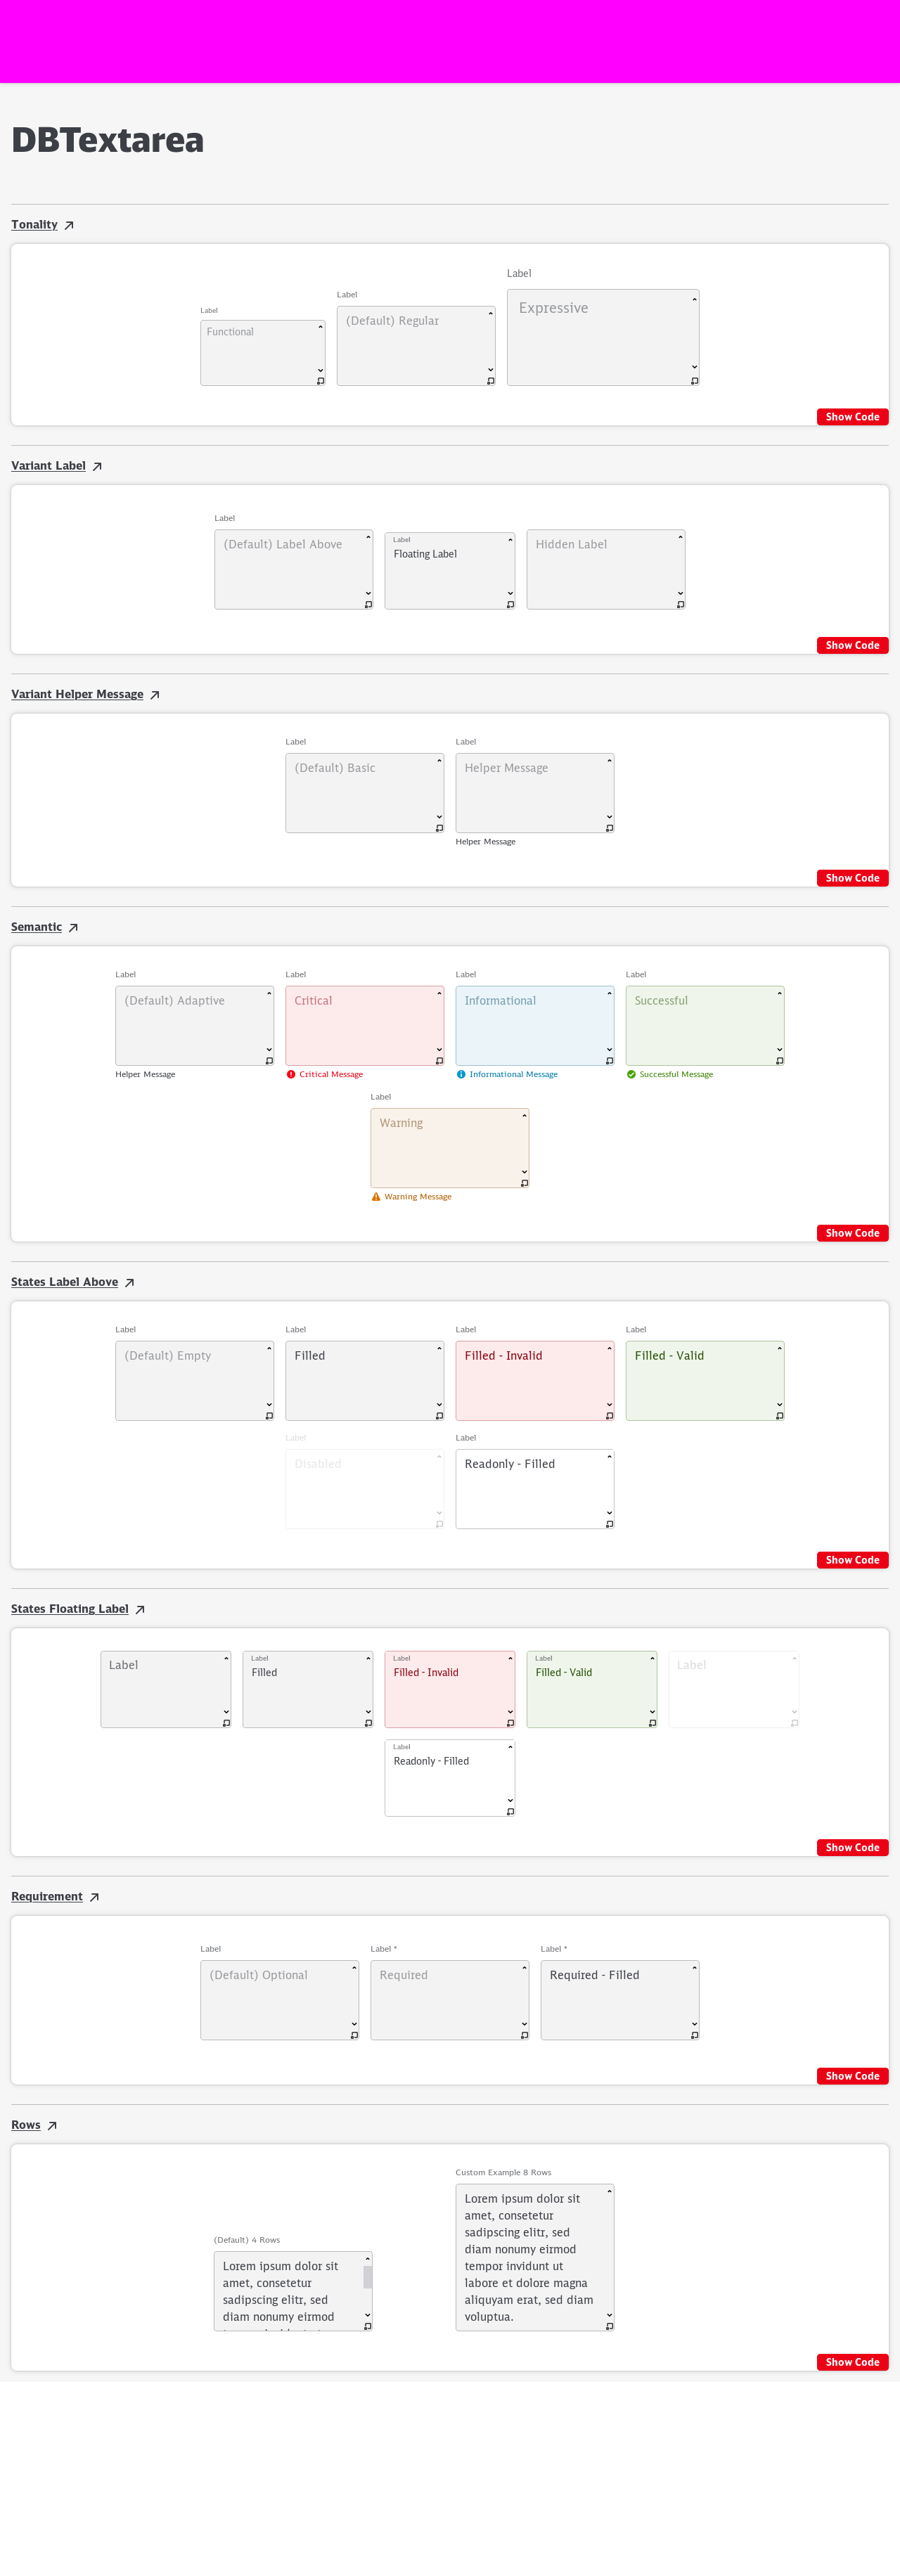 DBTextarea
Tonality
Label
Functional
Label
(Default) Regular
Label
Expressive
Show Code
Variant Label
Label
(Default) Label Above
Label
Floating Label
Hidden Label
Show Code
Variant Helper Message
Label
(Default) Basic
Label
Helper Message
Helper Message
Show Code
Semantic
Label
(Default) Adaptive
Helper Message
Label
Critical
Critical Message
Label
Informational
Informational Message
Label
Successful
Successful Message
Label
Warning
Warning Message
Show Code
States Label Above
Label
(Default) Empty
Label
Filled
Label
Filled - Invalid
Label
Filled - Valid
Label
Disabled
Label
Readonly - Filled
Show Code
States Floating Label
Label
Label
Filled
Label
Filled - Invalid
Label
Filled - Valid
Label
Label
Readonly - Filled
Show Code
Requirement
Label
(Default) Optional
Label *
Required
Label *
Required - Filled
Show Code
Rows
(Default) 4 Rows
Lorem ipsum dolor sit
amet, consetetur
sadipscing elitr, sed
diam nonumy eirmod
Custom Example 8 Rows
Lorem ipsum dolor sit
amet, consetetur
sadipscing elitr, sed
diam nonumy eirmod
tempor invidunt ut
labore et dolore magna
aliquyam erat, sed diam
voluptua.
Show Code